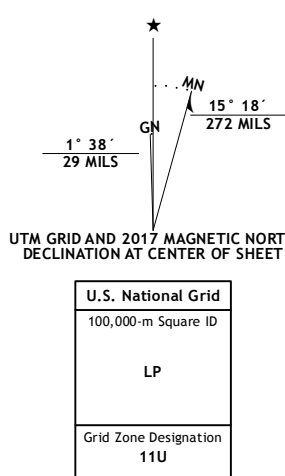 ★
MN
GN
15° 18´
272 MILS
1° 38´
29 MILS
UTM GRID AND 2017 MAGNETIC NORT
DECLINATION AT CENTER OF SHEET
U.S. National Grid
100,000-m Square ID
LP
Grid Zone Designation
11U